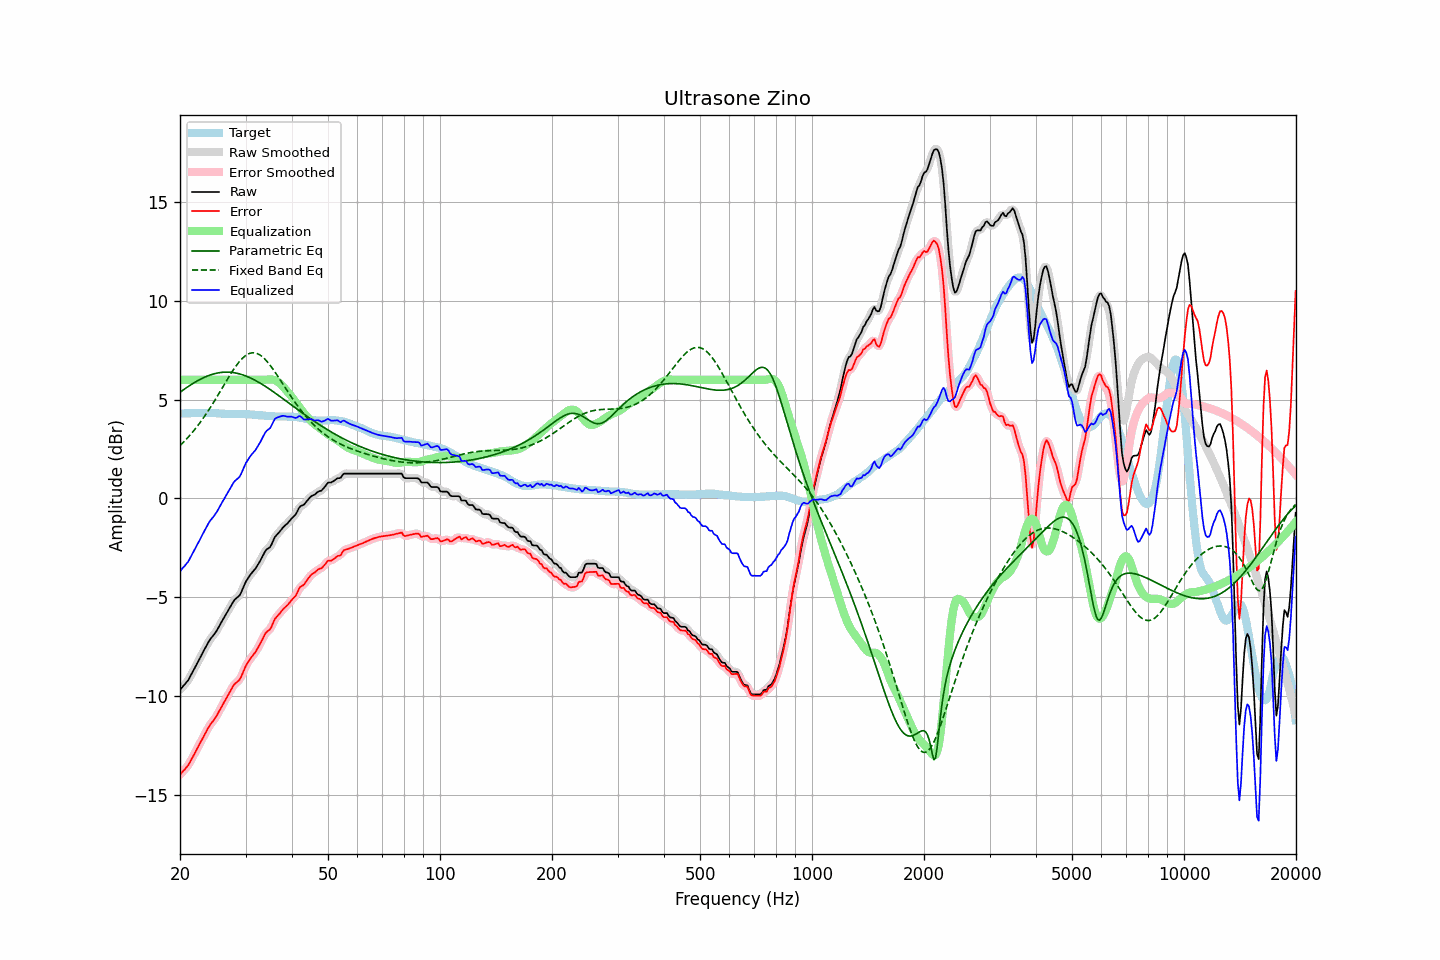 Ultrasone Zino
Target
Raw Smoothed
Error Smoothed
Raw
Error
Equalization
Parametric Eq
Fixed Band Eq
Equalized
Amplitude (dBr)
15
10
5
0
−5
−10
−15
20
50
100
200
500
1000
2000
5000
10000
20000
Frequency (Hz)